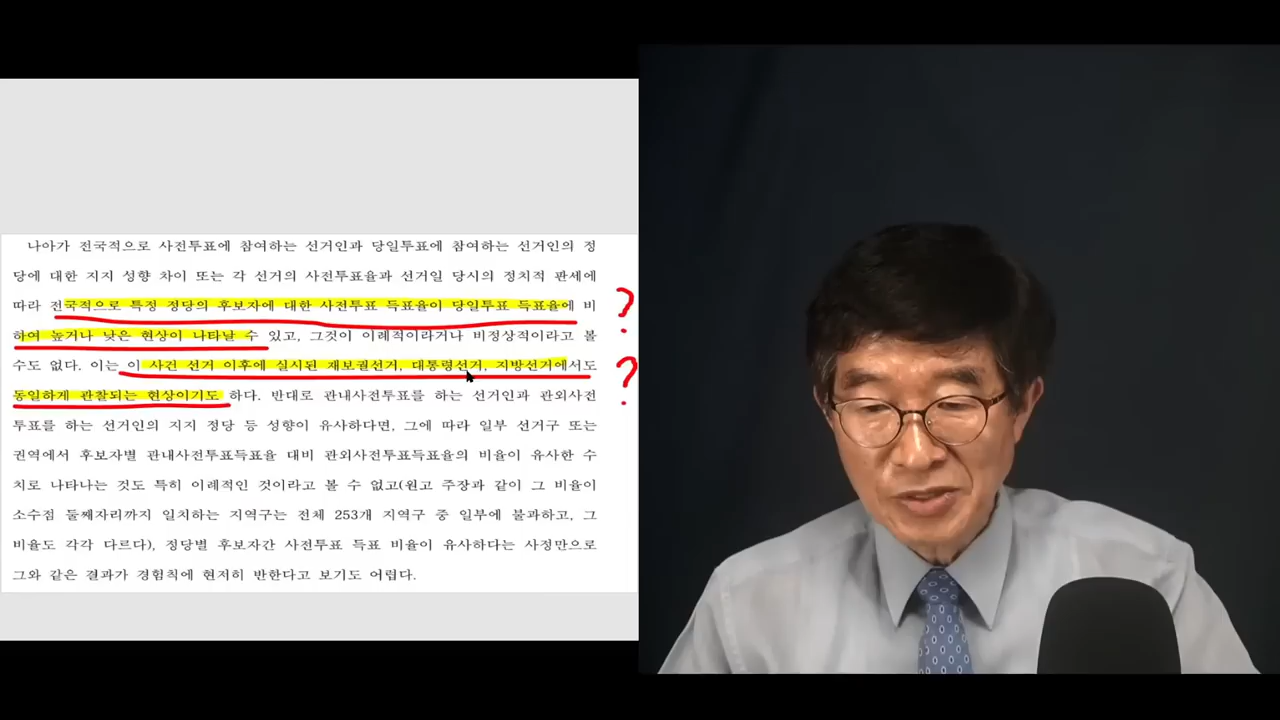 나아가 전국적으로 사전투표에 참여하는 선거인과 당일투표에 참여하는 선거인의 정
당에 대한 지지 성향 차이 또는 각 선거의 사전투표율과 선거일 당시의 정치적 판세에
따라 전국적으로 특정 정당의 후보자에 대한 사전투표 득표율이 당일투표 득표율에 비
하여 높거나 낮은 현상이 나타날 수 있고, 그것이 이례적이라거나 비정상적이라고 볼
수도 없다. 이는 이 사건 선거 이후에 실시된 재보궐선거, 대통령선거, 지방선거에서도
동일하게 관찰되는 현상이기도 하다. 반대로 관내사전투표를 하는 선거인과 관외사전
투표를 하는 선거인의 지지 정당 등 성향이 유사하다면, 그에 따라 일부 선거구 또는
권역에서 후보자별 관내사전투표득표율 대비 관외사전투표득표율의 비율이 유사한 수
치로 나타나는 것도 특히 이례적인 것이라고 볼 수 없고(원고 주장과 같이 그 비율이
소수점 둘째자리까지 일치하는 지역구는 전체 253개 지역구 중 일부에 불과하고, 그
비율도 각각 다르다), 정당별 후보자간 사전투표 득표 비율이 유사하다는 사정만으로
그와 같은 결과가 경험칙에 현저히 반한다고 보기도 어렵다.
?
?